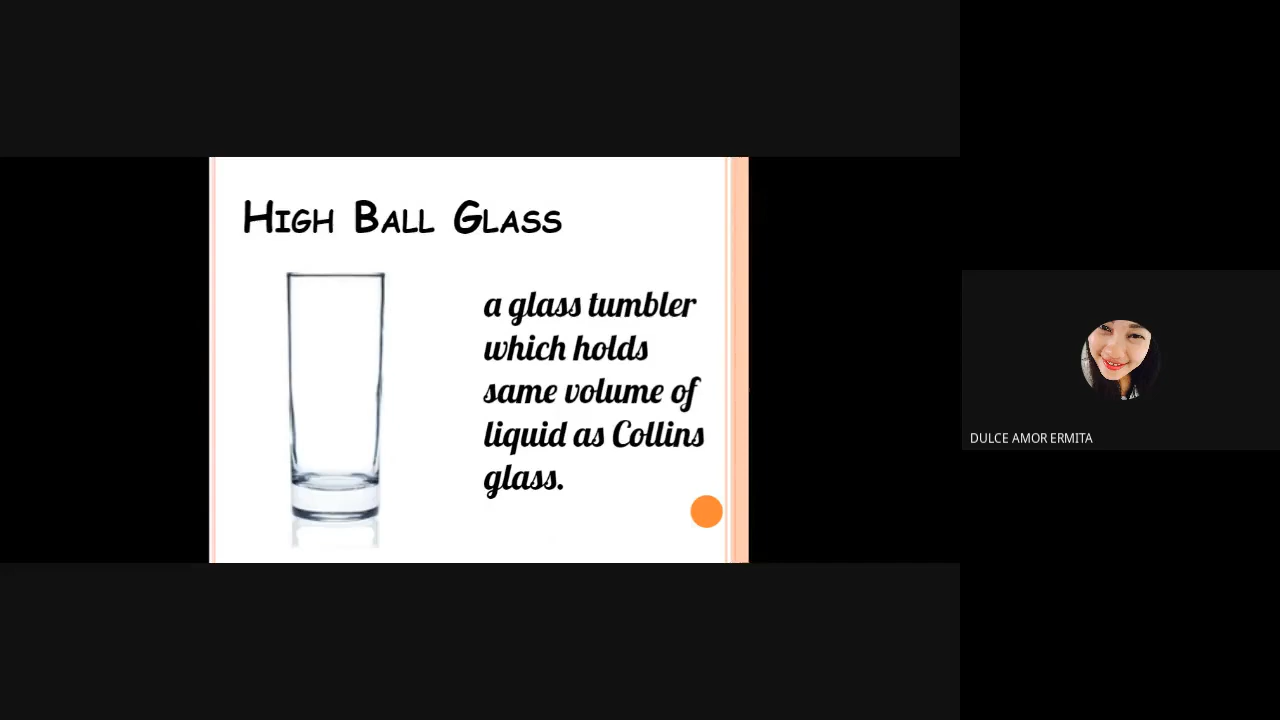 High Ball Glass
a glass tumbler
which holds
same volume of
liquid as Collins
glass.
DULCE AMOR ERMITA